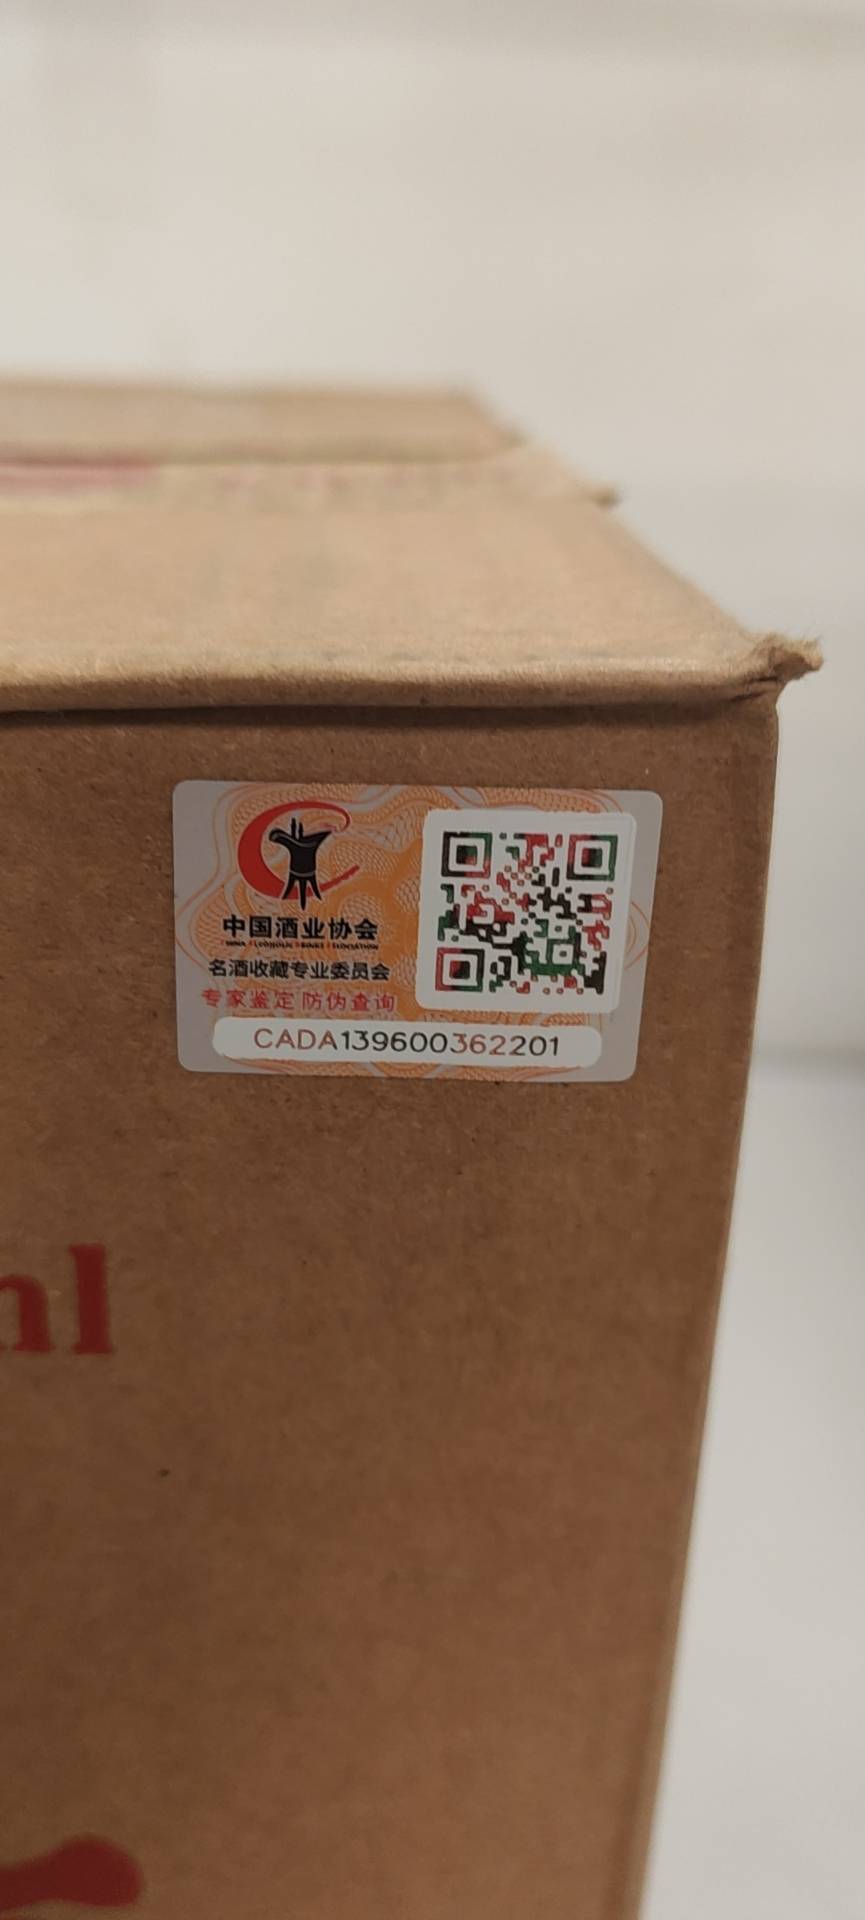 中国酒业协会
名酒收藏专业委员会
专家鉴定 防伪查询
CADA139600362201
ml